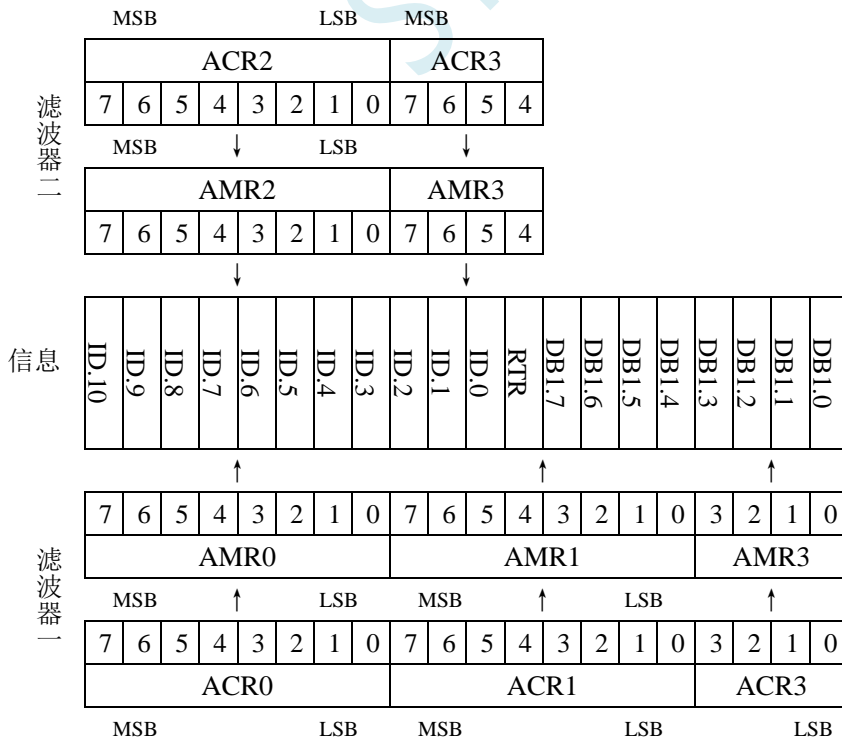 MSB LSB MSB
ACR2 ACR3
7 6 5 4 3 2 1 0 7 6 5 4
滤波器二
MSB LSB
AMR2 AMR3
7 6 5 4 3 2 1 0 7 6 5 4
信息
ID.10 ID.9 ID.8 ID.7 ID.6 ID.5 ID.4 ID.3 ID.2 ID.1 ID.0 RTR DB1.7 DB1.6 DB1.5 DB1.4 DB1.3 DB1.2 DB1.1 DB1.0
7 6 5 4 3 2 1 0 7 6 5 4 3 2 1 0 3 2 1 0
AMR0 AMR1 AMR3
滤波器一
MSB LSB MSB LSB
7 6 5 4 3 2 1 0 7 6 5 4 3 2 1 0 3 2 1 0
ACR0 ACR1 ACR3
MSB LSB MSB LSB LSB